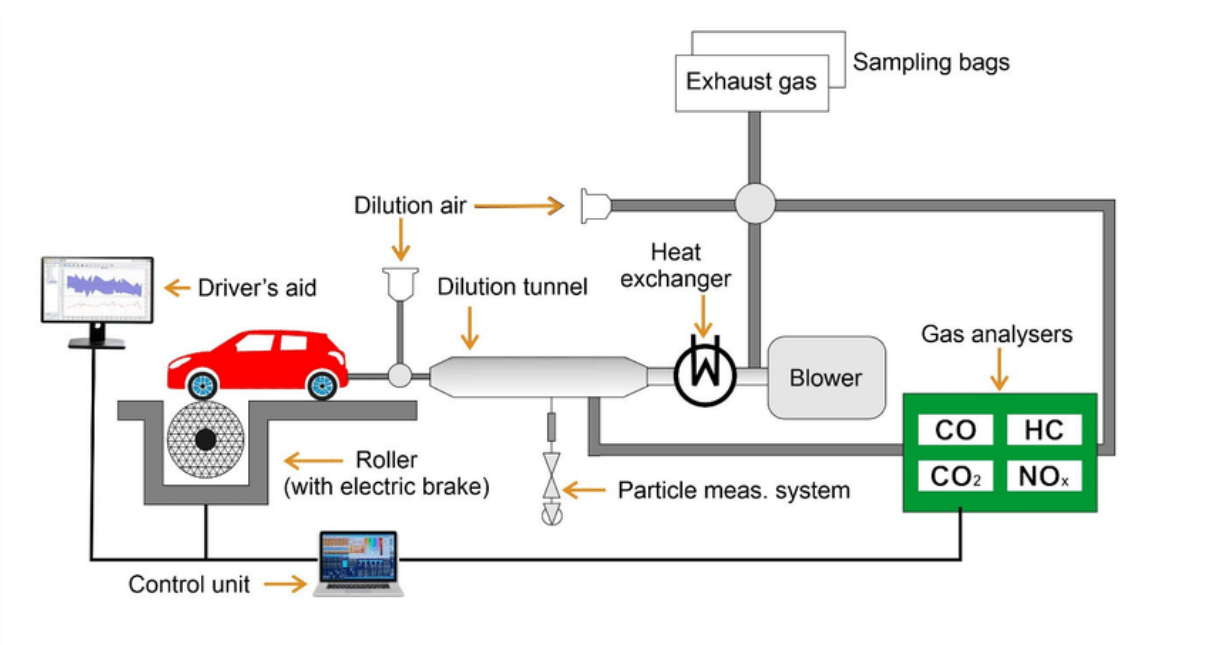 Sampling bags
Exhaust gas
Dilution air
Heat
exchanger
Driver's aid
Dilution tunnel
Gas analysers
Blower
CO
HC
CO₂
NOₓ
Roller
(with electric brake)
Particle meas. system
Control unit